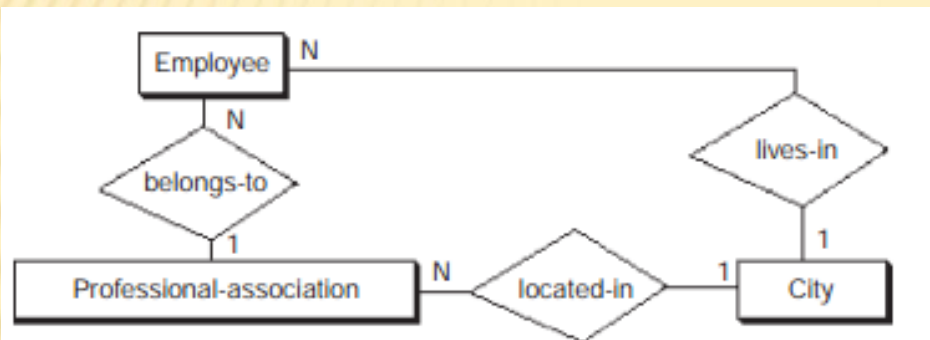 Employee
N
N
lives-in
belongs-to
1
1
Professional-association
N
located-in
1
City